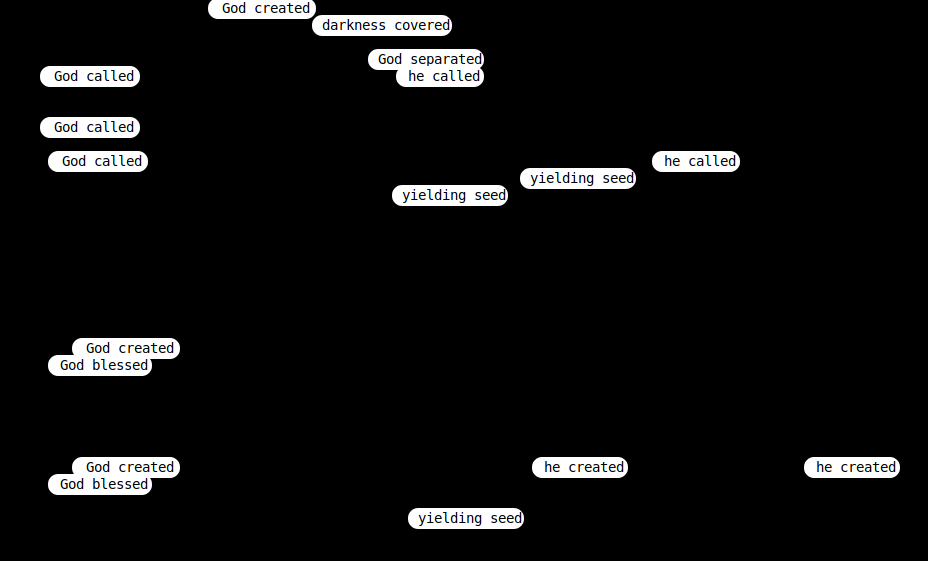 God created
darkness covered
God separated
God called he called
God called
God called he called
yielding seed
yielding seed
God created
God blessed
God created he created he created
God blessed
yielding seed